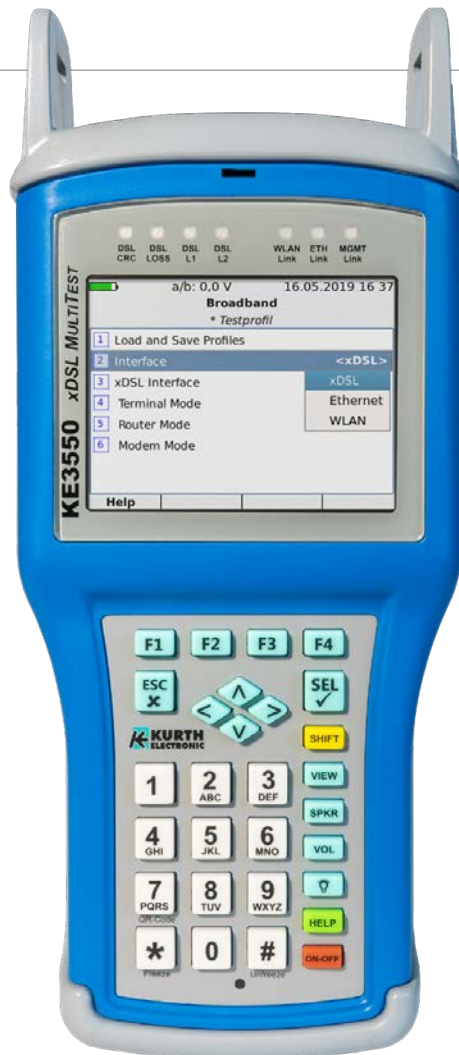 DSL CRC
DSL LOSS
DSL L1
DSL L2
WLAN Link
ETH Link
MGMT Link
KE3550 xDSL MULTITEST
a/b: 0,0 V 16.05.2019 16 37
Broadband
* Testprofil
1 Load and Save Profiles
2 Interface <xDSL>
3 xDSL Interface xDSL
4 Terminal Mode Ethernet
5 Router Mode WLAN
6 Modem Mode
Help
F1 F2 F3 F4
ESC SEL
KURTH
ELECTRONIC
SHIFT
1 2 3 VIEW
ABC DEF
SPKR
4 5 6 VOL
GHI JKL MNO
7 8 9
PQRS TUV WXYZ
QR-Code HELP
* 0 # ON-OFF
Freeze Unfreeze